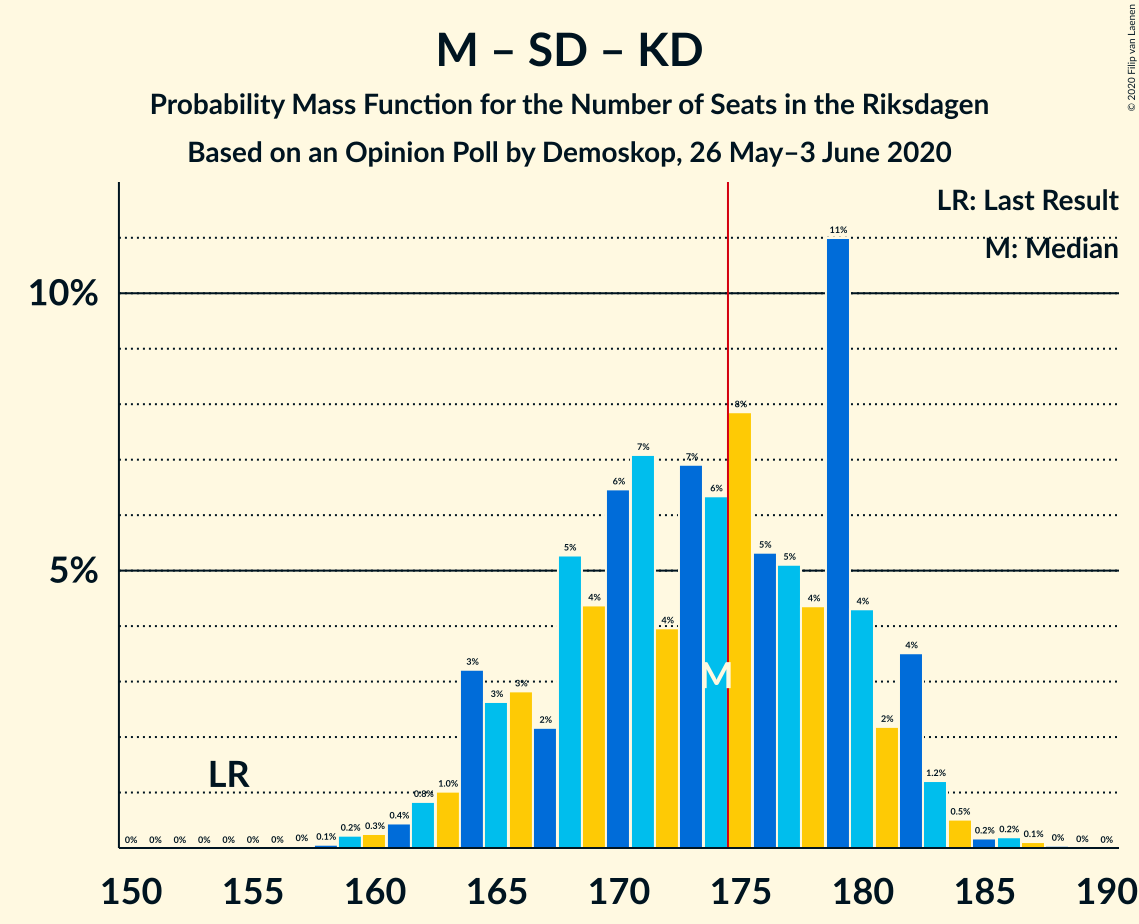 M – SD – KD
Probability Mass Function for the Number of Seats in the Riksdagen
Based on an Opinion Poll by Demoskop, 26 May–3 June 2020
© 2020 Filip van Laenen
LR: Last Result
M: Median
10%
5%
0% 0% 0% 0% 0% 0% 0% 0% 0.1% 0.2% 0.3% 0.4% 0.8% 1.0% 3% 3% 3% 2% 5% 4% 6% 7% 4% 7% 6% 8% 5% 5% 4% 11% 4% 2% 4% 1.2% 0.5% 0.2% 0.2% 0.1% 0% 0% 0%
M
LR
150 155 160 165 170 175 180 185 190